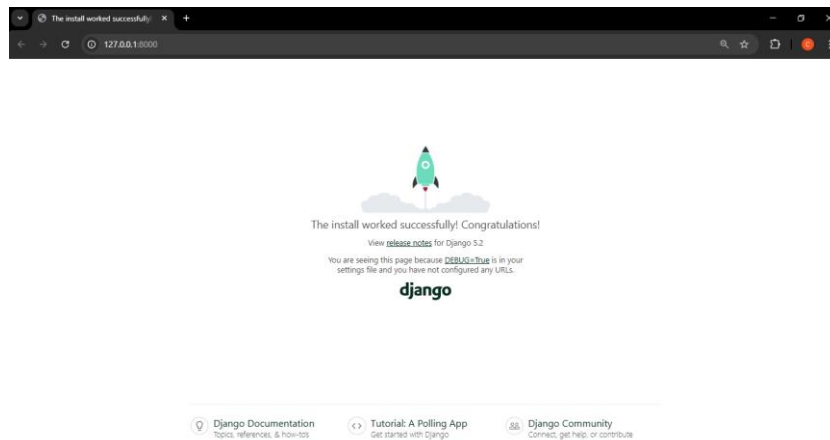 The install worked successfully!
127.0.0.1:8000
The install worked successfully! Congratulations!
View release notes for Django 5.2
You are seeing this page because DEBUG=True is in your
settings file and you have not configured any URLs.
django
Django Documentation
Topics, references, & how-tos
Tutorial: A Polling App
Get started with Django
Django Community
Connect, get help, or contribute